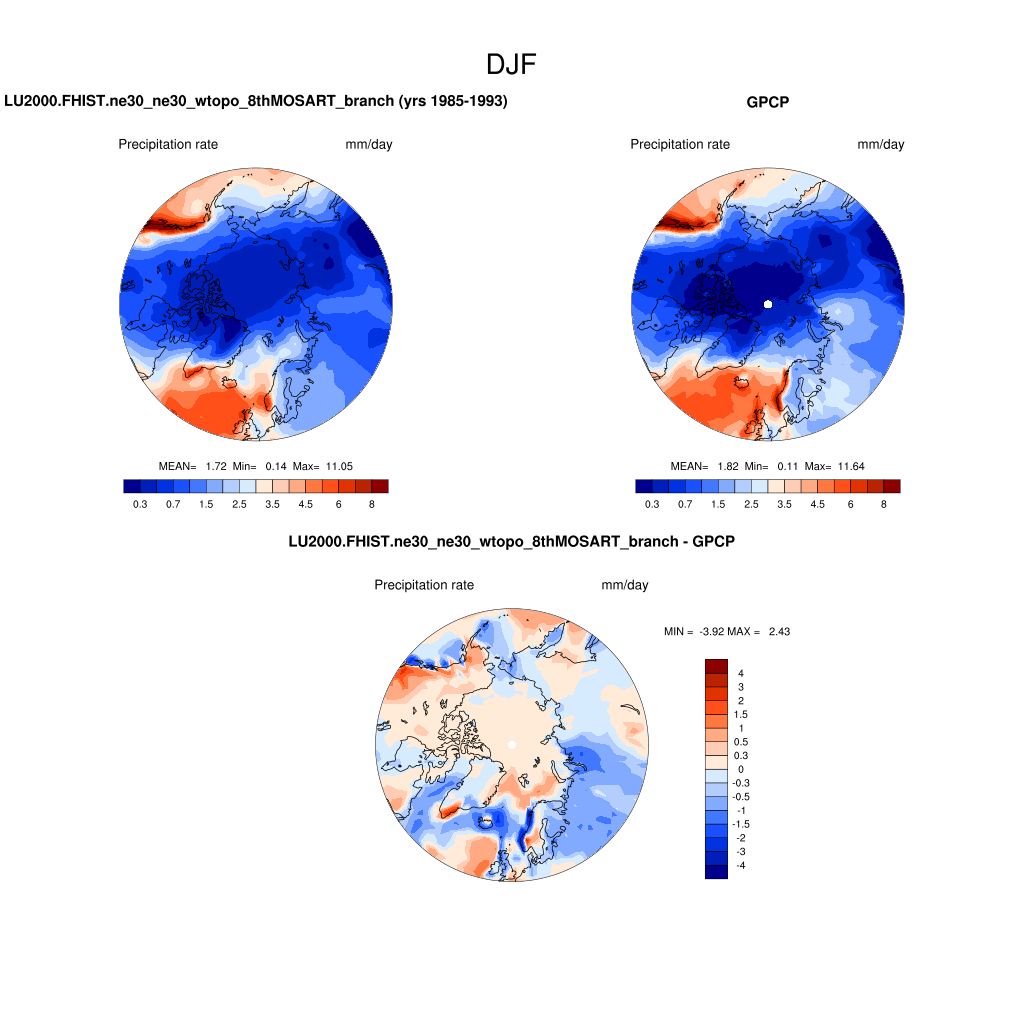 DJF
LU2000.FHIST.ne30_ne30_wtopo_8thMOSART_branch (yrs 1985-1993)
GPCP
Precipitation rate mm/day
Precipitation rate mm/day
MEAN= 1.72 Min= 0.14 Max= 11.05
MEAN= 1.82 Min= 0.11 Max= 11.64
0.3 0.7 1.5 2.5 3.5 4.5 6 8
0.3 0.7 1.5 2.5 3.5 4.5 6 8
LU2000.FHIST.ne30_ne30_wtopo_8thMOSART_branch - GPCP
Precipitation rate mm/day
MIN = -3.92 MAX = 2.43
4
3
2
1.5
1
0.5
0.3
0
-0.3
-0.5
-1
-1.5
-2
-3
-4